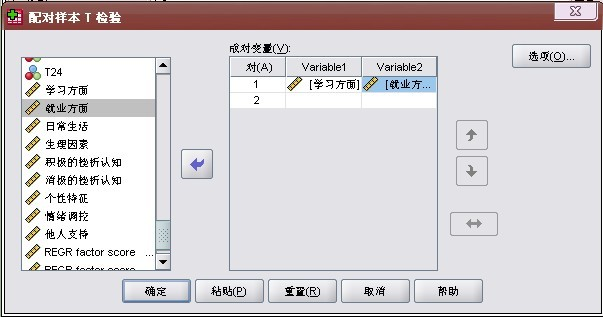 配对样本 T 检验
成对变量(V):
T24
学习方面
就业方面
日常生活
生理因素
积极的挫折认知
消极的挫折认知
个性特征
情绪调控
他人支持
REGR factor score ...
REGR factor score
对(A) Variable1 Variable2
1 [学习方面] [就业方...
2
选项(O)...
确定 粘贴(P) 重置(R) 取消 帮助